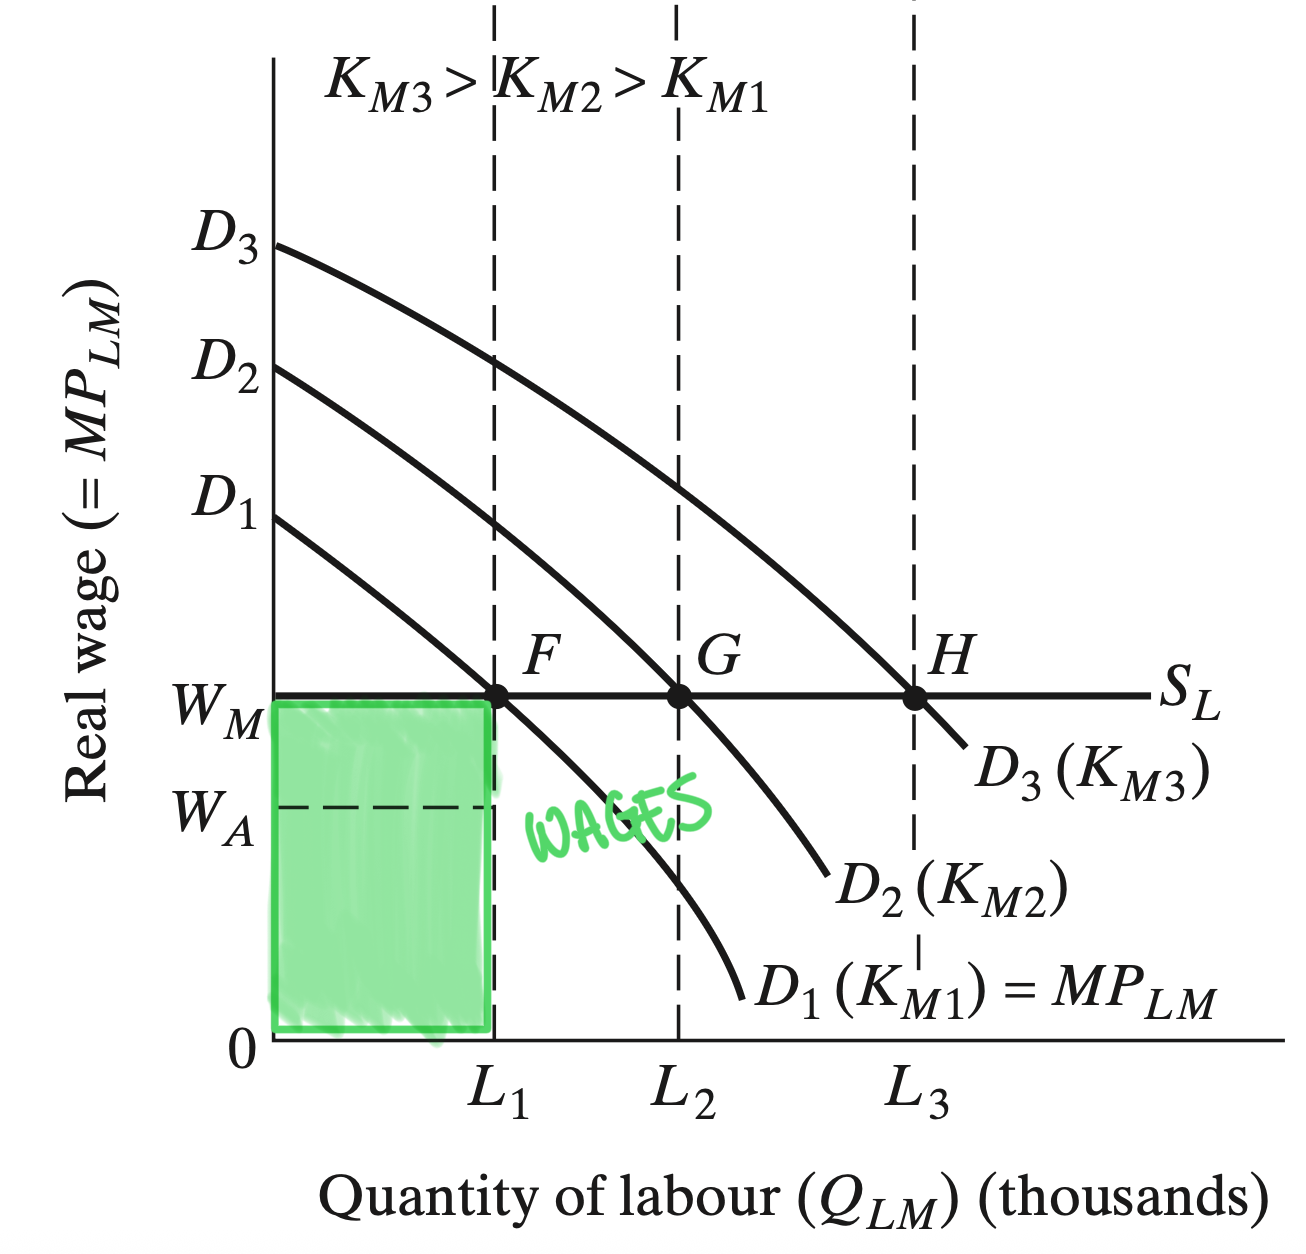 K_M3 > K_M2 > K_M1
D_3
D_2
D_1
Real wage (= MP_LM)
F
G
H
S_L
W_M
W_A
WAGES
D_3 (K_M3)
D_2 (K_M2)
D_1 (K_M1) = MP_LM
0
L_1
L_2
L_3
Quantity of labour (Q_LM) (thousands)